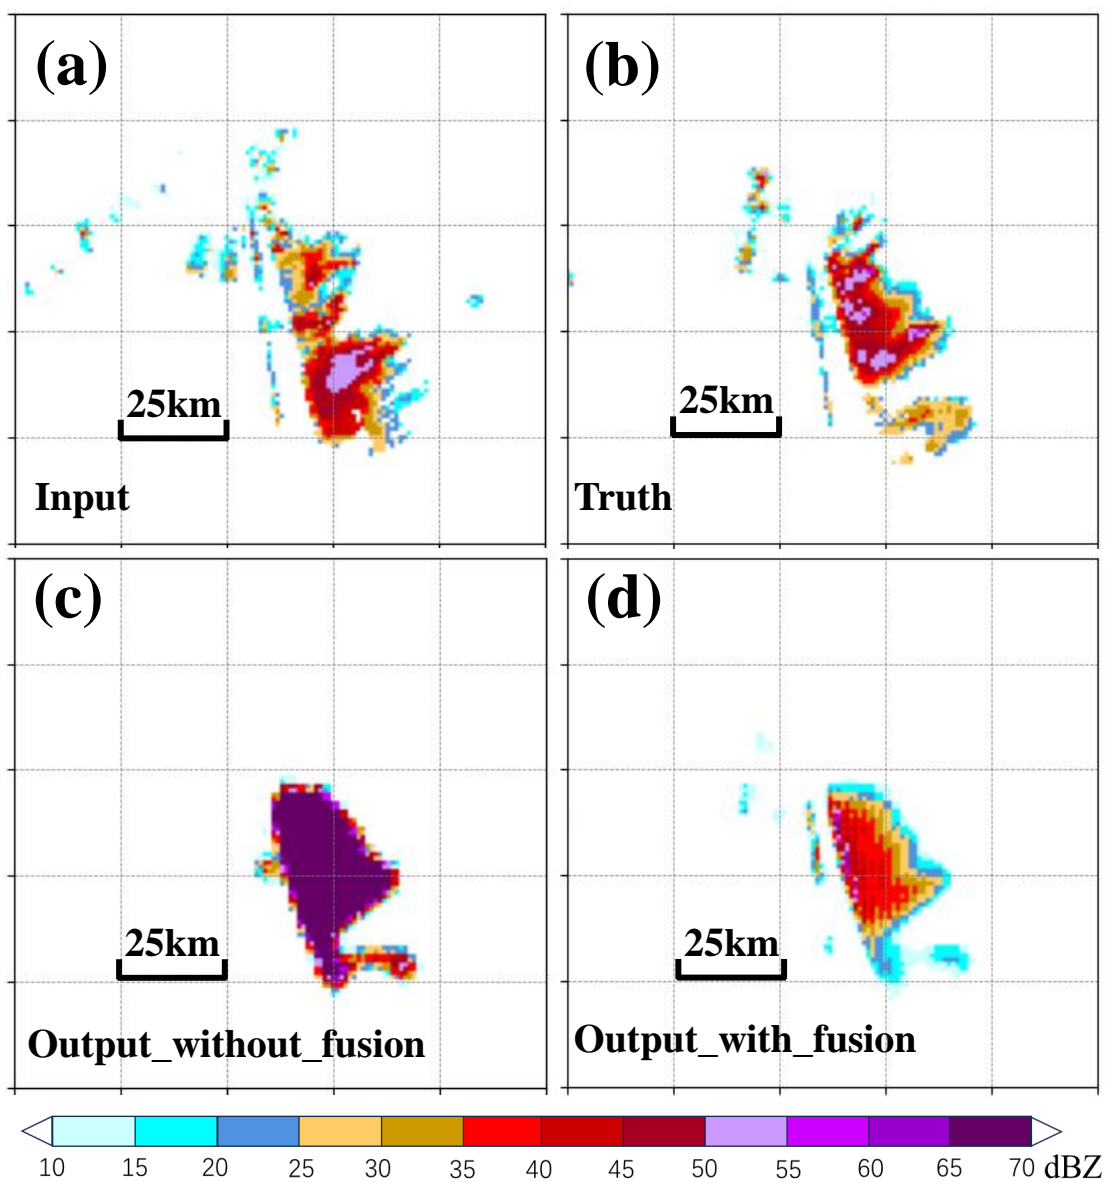 (a)
(b)
25km
25km
Input
Truth
(c)
(d)
25km
25km
Output_without_fusion
Output_with_fusion
10 15 20 25 30 35 40 45 50 55 60 65 70 dBZ